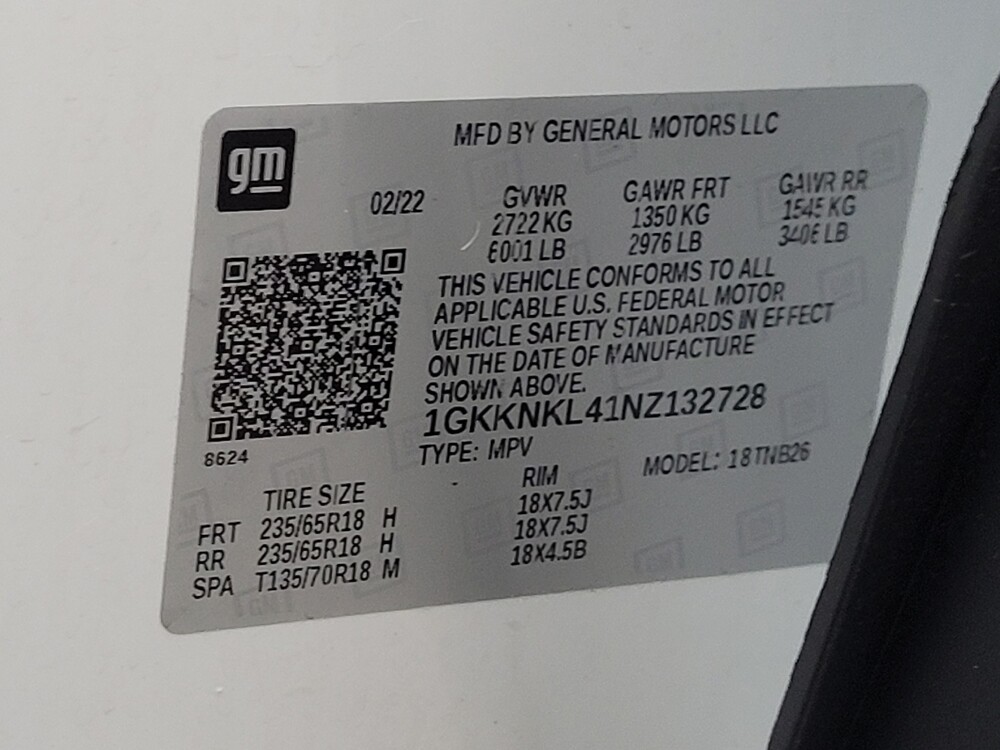 gm
MFD BY GENERAL MOTORS LLC
02/22 GVWR GAWR FRT GAWR RR
2722 KG 1350 KG 1545 KG
6001 LB 2976 LB 3406 LB
THIS VEHICLE CONFORMS TO ALL
APPLICABLE U.S. FEDERAL MOTOR
VEHICLE SAFETY STANDARDS IN EFFECT
ON THE DATE OF MANUFACTURE
SHOWN ABOVE.
1GKKNKL41NZ132728
8624
TYPE: MPV MODEL: 18TNB26
TIRE SIZE RIM
FRT 235/65R18 H 18X7.5J
RR 235/65R18 H 18X7.5J
SPA T135/70R18 M 18X4.5B